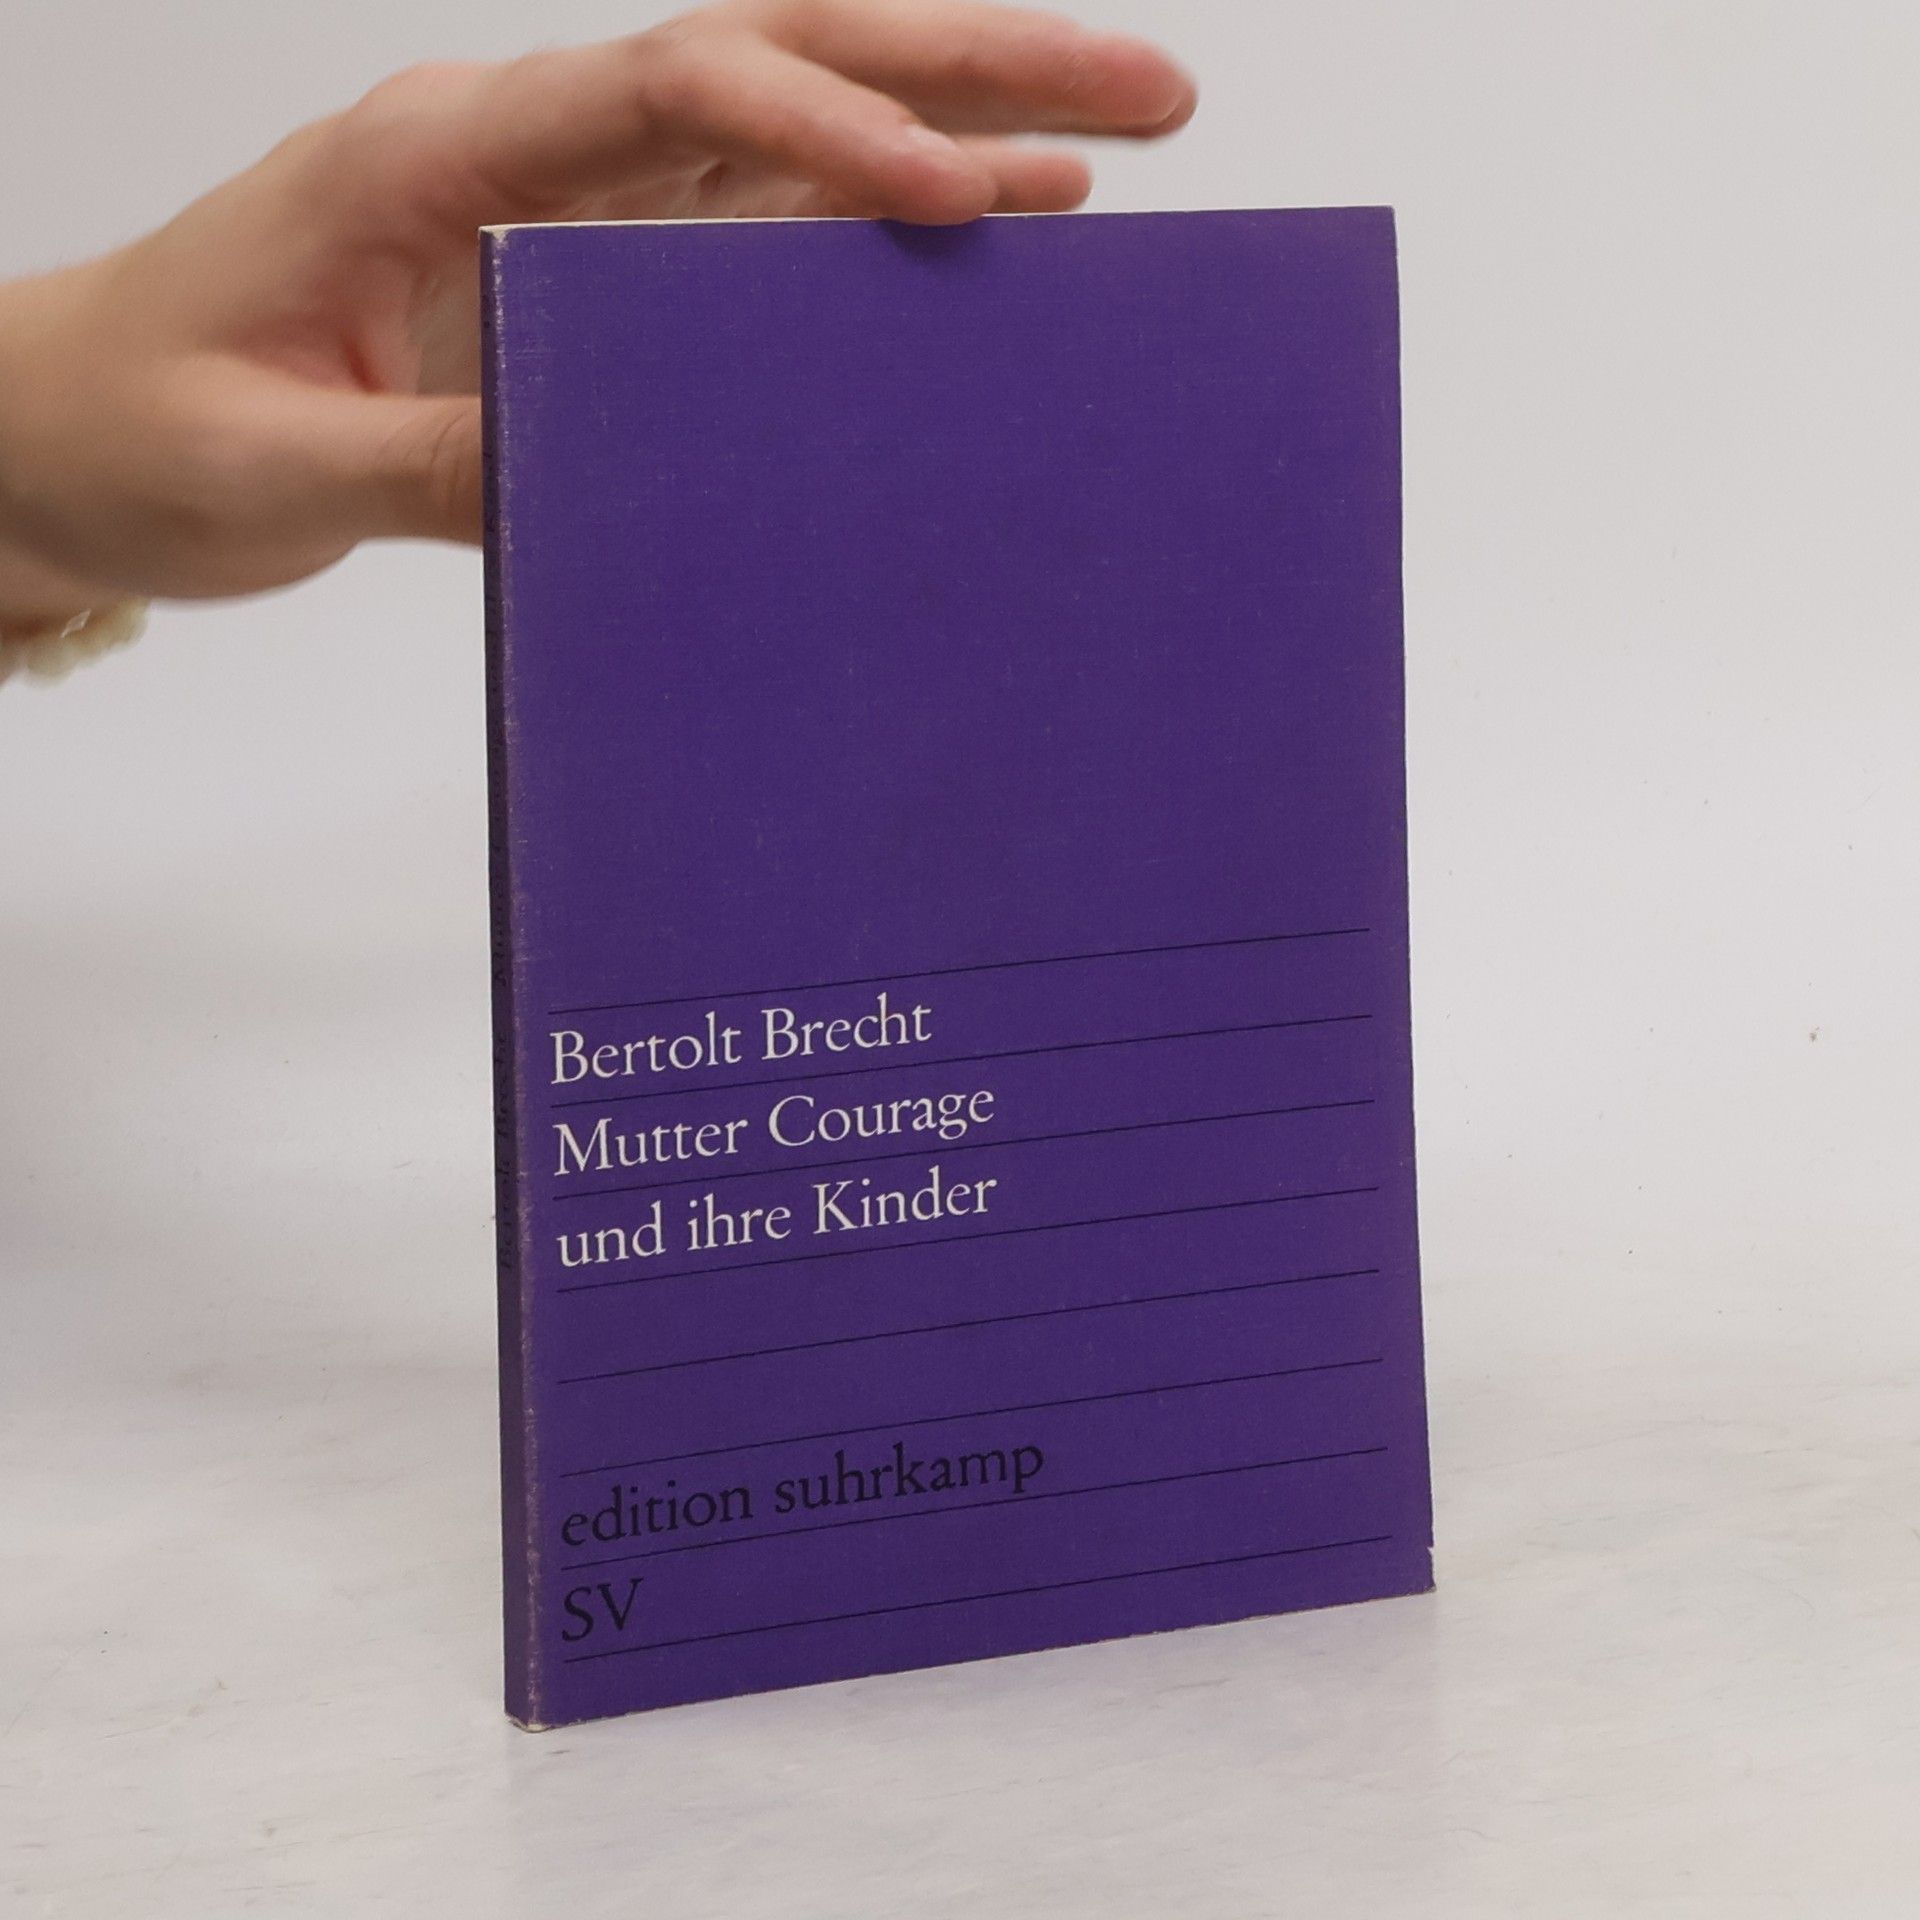 Bertolt Brecht
Mutter Courage
und ihre Kinder
edition suhrkamp
SV